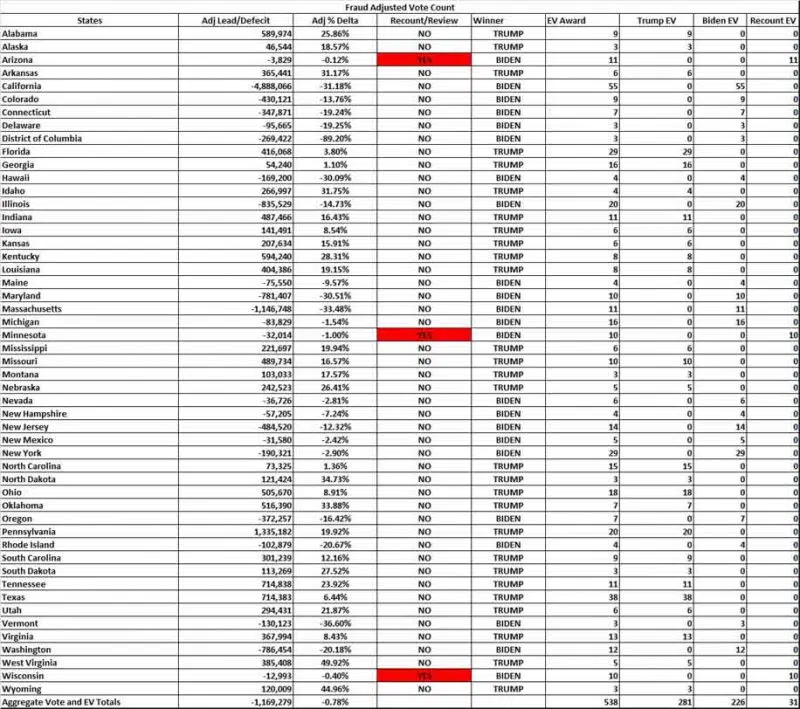 Fraud Adjusted Vote Count
States Adj Lead/Defecit Adj % Delta Recount/Review Winner EV Award Trump EV Biden EV Recount EV
Alabama 589,974 25.86% NO TRUMP 9 9 0 0
Alaska 46,544 18.57% NO TRUMP 3 3 0 0
Arizona -3,829 -0.12% YES BIDEN 11 0 0 11
Arkansas 365,441 31.17% NO TRUMP 6 6 0 0
California -4,888,066 -31.18% NO BIDEN 55 0 55 0
Colorado -430,121 -13.76% NO BIDEN 9 0 9 0
Connecticut -347,871 -19.24% NO BIDEN 7 0 7 0
Delaware -95,665 -19.25% NO BIDEN 3 0 3 0
District of Columbia -269,422 -89.20% NO BIDEN 3 0 3 0
Florida 416,068 3.80% NO TRUMP 29 29 0 0
Georgia 54,240 1.10% NO TRUMP 16 16 0 0
Hawaii -169,200 -30.09% NO BIDEN 4 0 4 0
Idaho 266,997 31.75% NO TRUMP 4 4 0 0
Illinois -835,529 -14.73% NO BIDEN 20 0 20 0
Indiana 487,466 16.43% NO TRUMP 11 11 0 0
Iowa 141,491 8.54% NO TRUMP 6 6 0 0
Kansas 207,634 15.91% NO TRUMP 6 6 0 0
Kentucky 594,240 28.31% NO TRUMP 8 8 0 0
Louisiana 404,386 19.15% NO TRUMP 8 8 0 0
Maine -75,550 -9.57% NO BIDEN 4 0 4 0
Maryland -781,407 -30.51% NO BIDEN 10 0 10 0
Massachusetts -1,146,748 -33.48% NO BIDEN 11 0 11 0
Michigan -83,829 -1.54% NO BIDEN 16 0 16 0
Minnesota -32,014 -1.00% YES BIDEN 10 0 0 10
Mississippi 221,697 19.94% NO TRUMP 6 6 0 0
Missouri 489,734 16.57% NO TRUMP 10 10 0 0
Montana 103,033 17.57% NO TRUMP 3 3 0 0
Nebraska 242,523 26.41% NO TRUMP 5 5 0 0
Nevada -36,726 -2.81% NO BIDEN 6 0 6 0
New Hampshire -57,205 -7.24% NO BIDEN 4 0 4 0
New Jersey -484,520 -12.32% NO BIDEN 14 0 14 0
New Mexico -31,580 -2.42% NO BIDEN 5 0 5 0
New York -190,321 -2.90% NO BIDEN 29 0 29 0
North Carolina 73,325 1.36% NO TRUMP 15 15 0 0
North Dakota 121,424 34.73% NO TRUMP 3 3 0 0
Ohio 505,670 8.91% NO TRUMP 18 18 0 0
Oklahoma 516,390 33.88% NO TRUMP 7 7 0 0
Oregon -372,257 -16.42% NO BIDEN 7 0 7 0
Pennsylvania 1,335,182 19.92% NO TRUMP 20 20 0 0
Rhode Island -102,879 -20.67% NO BIDEN 4 0 4 0
South Carolina 301,239 12.16% NO TRUMP 9 9 0 0
South Dakota 113,269 27.52% NO TRUMP 3 3 0 0
Tennessee 714,838 23.92% NO TRUMP 11 11 0 0
Texas 714,383 6.44% NO TRUMP 38 38 0 0
Utah 294,431 21.87% NO TRUMP 6 6 0 0
Vermont -130,123 -36.60% NO BIDEN 3 0 3 0
Virginia 367,994 8.43% NO TRUMP 13 13 0 0
Washington -786,454 -20.18% NO BIDEN 12 0 12 0
West Virginia 385,408 49.92% NO TRUMP 5 5 0 0
Wisconsin -12,993 -0.40% YES BIDEN 10 0 0 10
Wyoming 120,009 44.96% NO TRUMP 3 3 0 0
Aggregate Vote and EV Totals -1,169,279 -0.78% 538 281 226 31